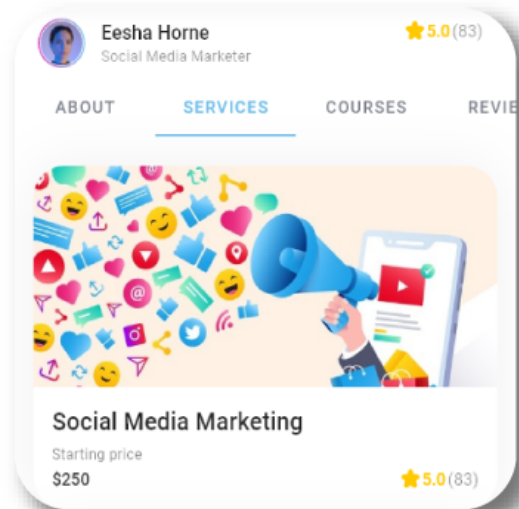 Eesha Horne
5.0 (83)
Social Media Marketer
ABOUT SERVICES COURSES REVIE
Social Media Marketing
Starting price
$250
5.0 (83)